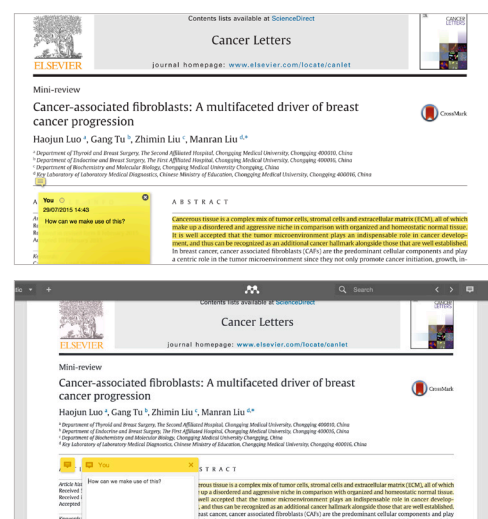 Contents lists available at ScienceDirect
CANCER LETTERS
Cancer Letters
ELSEVIER
journal homepage: www.elsevier.com/locate/canlet
Mini-review
Cancer-associated fibroblasts: A multifaceted driver of breast
cancer progression
CrossMark
Haojun Luo a, Gang Tu b, Zhimin Liu c, Manran Liu d,*
a Department of Thyroid and Breast Surgery, The Second Affiliated Hospital, Chongqing Medical University, Chongqing 400010, China
b Department of Endocrine and Breast Surgery, The First Affiliated Hospital, Chongqing Medical University, Chongqing 400016, China
c Department of Biochemistry and Molecular Biology, Chongqing Medical University Chongqing, China
d Key Laboratory of Laboratory Medical Diagnostics, Chinese Ministry of Education, Chongqing Medical University, Chongqing 400016, China
A
You
29/07/2015 14:43
How can we make use of this?
ABSTRACT
Cancerous tissue is a complex mix of tumor cells, stromal cells and extracellular matrix (ECM), all of which
make up a disordered and aggressive niche in comparison with organized and homeostatic normal tissue.
It is well accepted that the tumor microenvironment plays an indispensable role in cancer develop-
ment, and thus can be recognized as an additional cancer hallmark alongside those that are well established.
In breast cancer, cancer associated fibroblasts (CAFs) are the predominant cellular components and play
a centric role in the tumor microenvironment since they not only promote cancer initiation, growth, in-
tic
Search
Contents lists available at ScienceDirect
Cancer Letters
ELSEVIER
journal homepage: www.elsevier.com/locate/canlet
Mini-review
Cancer-associated fibroblasts: A multifaceted driver of breast
cancer progression
CrossMark
Haojun Luo a, Gang Tu b, Zhimin Liu c, Manran Liu d,*
a Department of Thyroid and Breast Surgery, The Second Affiliated Hospital, Chongqing Medical University, Chongqing 400010, China
b Department of Endocrine and Breast Surgery, The First Affiliated Hospital, Chongqing Medical University, Chongqing 400016, China
c Department of Biochemistry and Molecular Biology, Chongqing Medical University Chongqing, China
d Key Laboratory of Laboratory Medical Diagnostics, Chinese Ministry of Education, Chongqing Medical University, Chongqing 400016, China
You
How can we make use of this?
STRACT
Article his
Received
Received i
Accepted
erous tissue is a complex mix of tumor cells, stromal cells and extracellular matrix (ECM), all of which
up a disordered and aggressive niche in comparison with organized and homeostatic normal tissue.
well accepted that the tumor microenvironment plays an indispensable role in cancer develop-
, and thus can be recognized as an additional cancer hallmark alongside those that are well established.
east cancer, cancer associated fibroblasts (CAFs) are the predominant cellular components and play